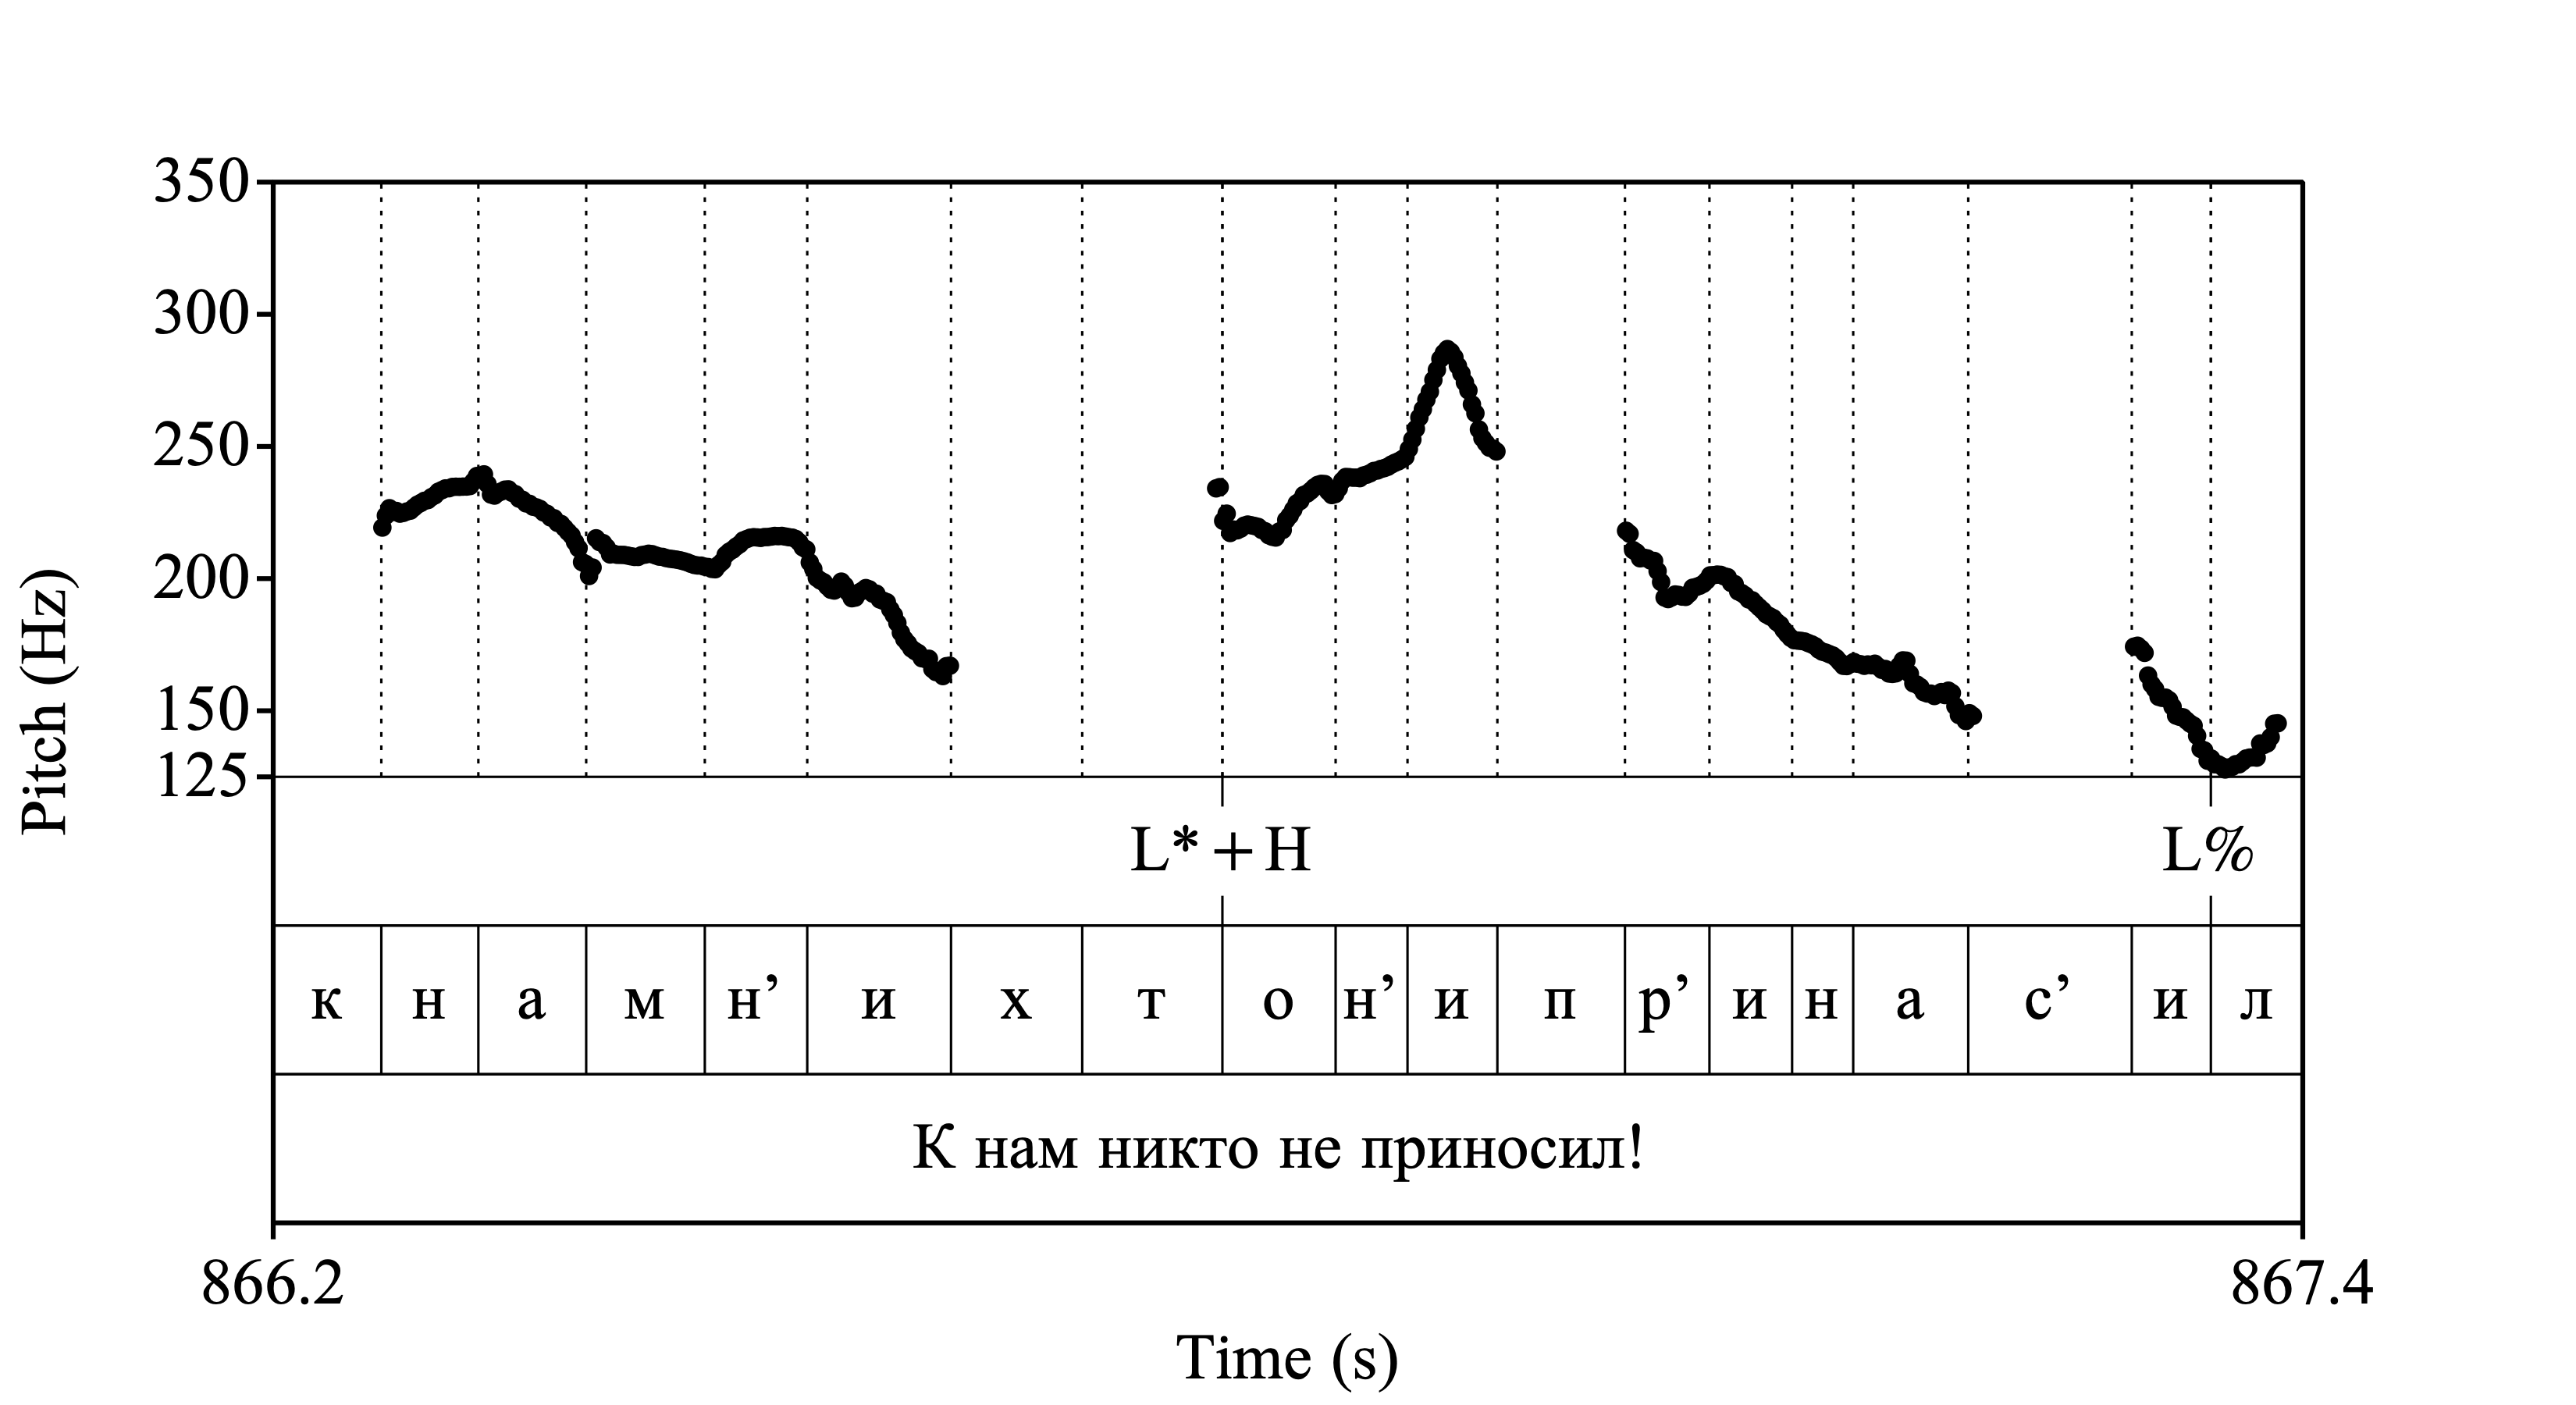 350
300
250
200
150
125
Pitch (Hz)
L*+H L%
к н а м н’ и х т о н’ и п р’ и н а с’ и л
К нам никто не приносил!
866.2 867.4
Time (s)